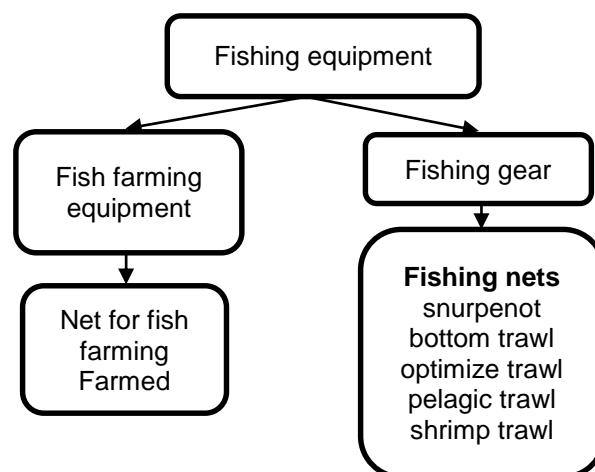 Fishing equipment
Fish farming
equipment
Fishing gear
Net for fish
farming
Farmed
Fishing nets
snurpenot
bottom trawl
optimize trawl
pelagic trawl
shrimp trawl